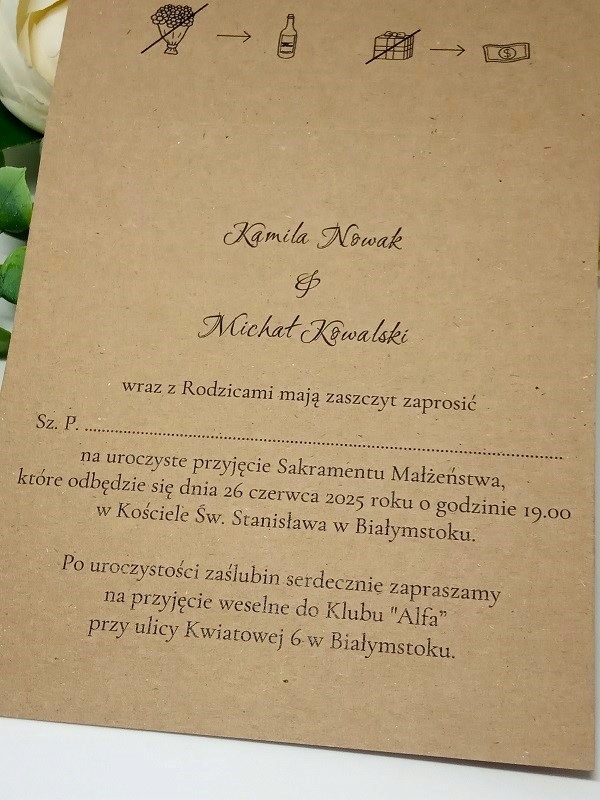 Kamila Nowak
&
Michał Kowalski
wraz z Rodzicami mają zaszczyt zaprosić
Sz. P. ........................................................................
na uroczyste przyjęcie Sakramentu Małżeństwa,
które odbędzie się dnia 26 czerwca 2025 roku o godzinie 19.00
w Kościele Św. Stanisława w Białymstoku.
Po uroczystości zaślubin serdecznie zapraszamy
na przyjęcie weselne do Klubu "Alfa”
przy ulicy Kwiatowej 6 w Białymstoku.